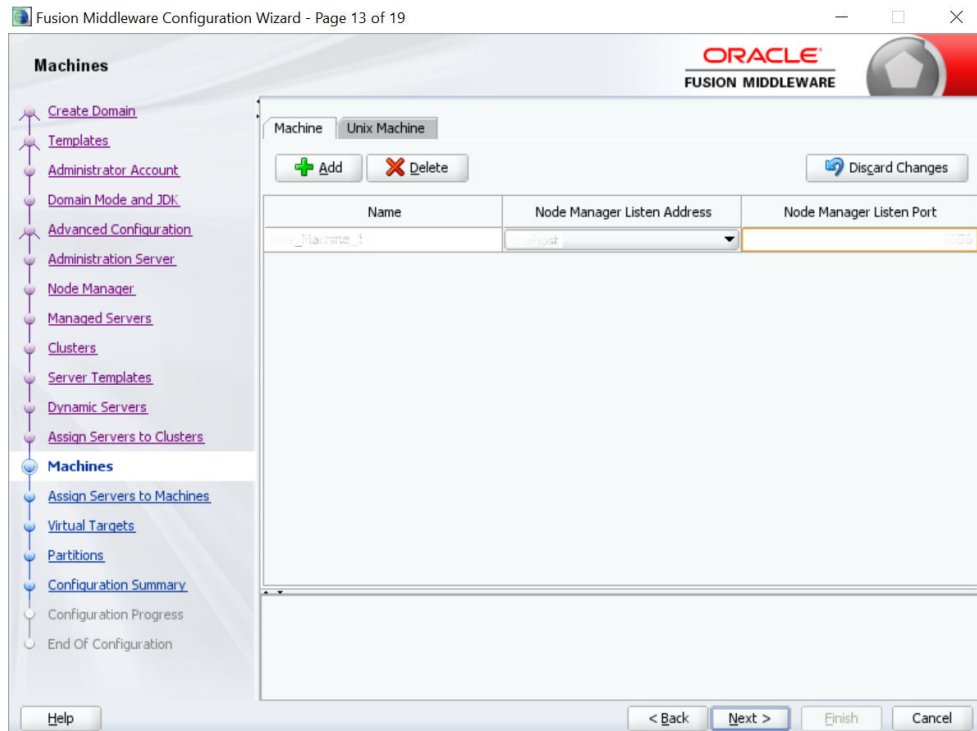 Fusion Middleware Configuration Wizard - Page 13 of 19
Machines
ORACLE
FUSION MIDDLEWARE
Create Domain
Templates
Administrator Account
Domain Mode and JDK
Advanced Configuration
Administration Server
Node Manager
Managed Servers
Clusters
Server Templates
Dynamic Servers
Assign Servers to Clusters
Machines
Assign Servers to Machines
Virtual Targets
Partitions
Configuration Summary
Configuration Progress
End Of Configuration
Machine Unix Machine
Add Delete Discard Changes
Name Node Manager Listen Address Node Manager Listen Port
Help < Back Next > Finish Cancel